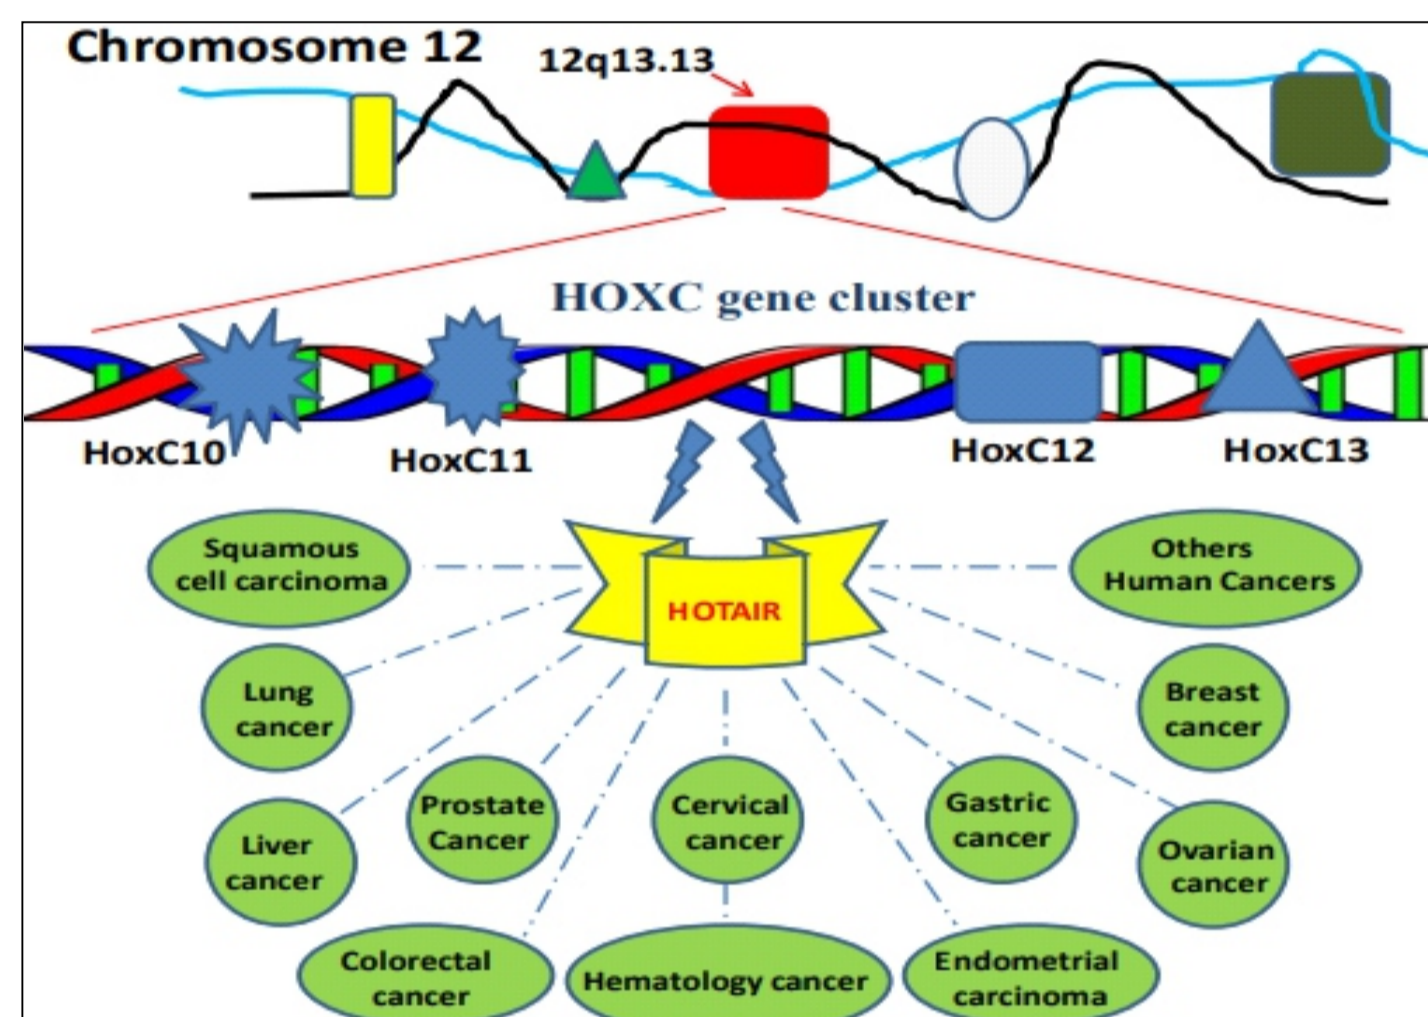 Chromosome 12
12q13.13
HOXC gene cluster
HoxC10
HoxC11
HoxC12
HoxC13
HOTAIR
Squamous
cell carcinoma
Others
Human Cancers
Lung
cancer
Breast
cancer
Liver
cancer
Prostate
Cancer
Cervical
cancer
Gastric
cancer
Ovarian
cancer
Colorectal
cancer
Hematology cancer
Endometrial
carcinoma